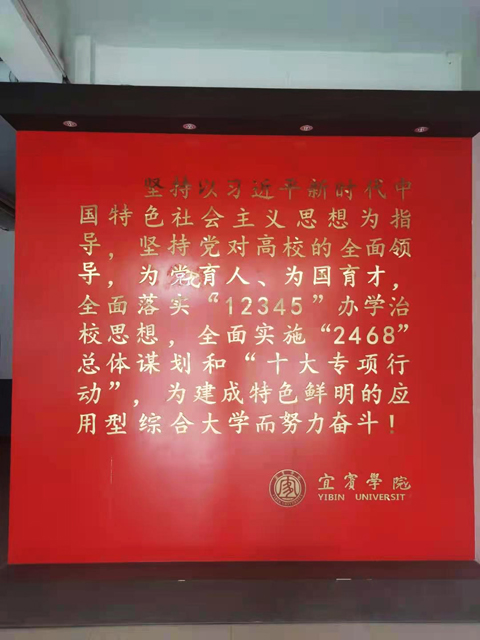 坚持以习近平新时代中
国特色社会主义思想为指
导，坚持党对高校的全面领
导，为党育人、为国育才，
全面落实“12345”办学治
校思想，全面实施“2468”
总体谋划和“十大专项行
动”，为建成特色鲜明的应
用型综合大学而努力奋斗！
宜賓學院
YIBIN UNIVERSIT